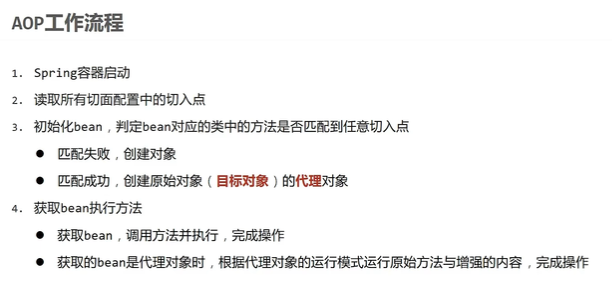 AOP工作流程
1. Spring容器启动
2. 读取所有切面配置中的切入点
3. 初始化bean，判定bean对应的类中的方法是否匹配到任意切入点
● 匹配失败，创建对象
● 匹配成功，创建原始对象（目标对象）的代理对象
4. 获取bean执行方法
● 获取bean，调用方法并执行，完成操作
● 获取的bean是代理对象时，根据代理对象的运行模式运行原始方法与增强的内容，完成操作